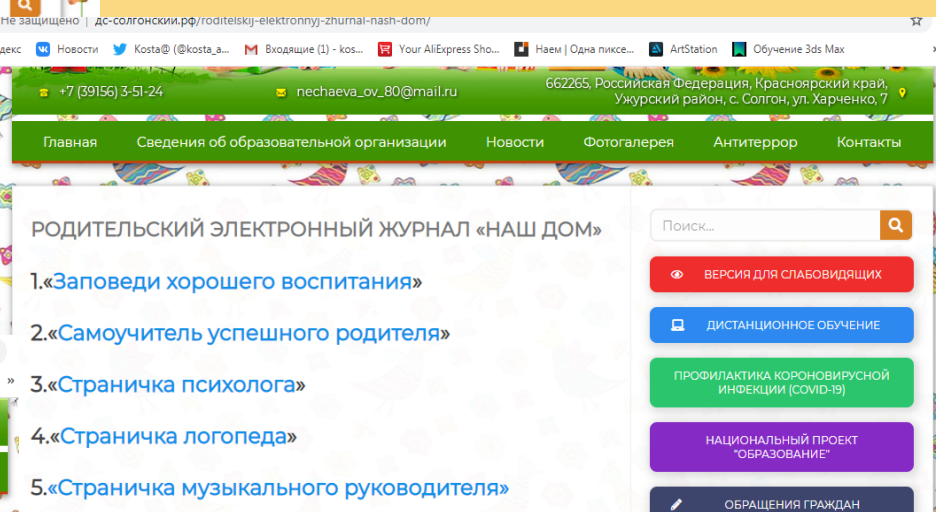 Не защищено | дс-солгонский.рф/roditelskij-elektronnyj-zhurnal-nash-dom/
декс Новости Kosta@ (@kosta_a... Входящие (1) - kos... Your AliExpress Sho... Наем | Одна пиксе... ArtStation Обучение 3ds Max
+7 (39156) 3-51-24 nechaeva_ov_80@mail.ru
662265, Российская Федерация, Красноярский край,
Ужурский район, с. Солгон, ул. Харченко, 7
Главная Сведения об образовательной организации Новости Фотогалерея Антитеррор Контакты
РОДИТЕЛЬСКИЙ ЭЛЕКТРОННЫЙ ЖУРНАЛ «НАШ ДОМ»
1.«Заповеди хорошего воспитания»
2.«Самоучитель успешного родителя»
3.«Страничка психолога»
4.«Страничка логопеда»
5.«Страничка музыкального руководителя»
Поиск...
ВЕРСИЯ ДЛЯ СЛАБОВИДЯЩИХ
ДИСТАНЦИОННОЕ ОБУЧЕНИЕ
ПРОФИЛАКТИКА КОРОНОВИРУСНОЙ
ИНФЕКЦИИ (COVID-19)
НАЦИОНАЛЬНЫЙ ПРОЕКТ
"ОБРАЗОВАНИЕ"
ОБРАЩЕНИЯ ГРАЖДАН
»